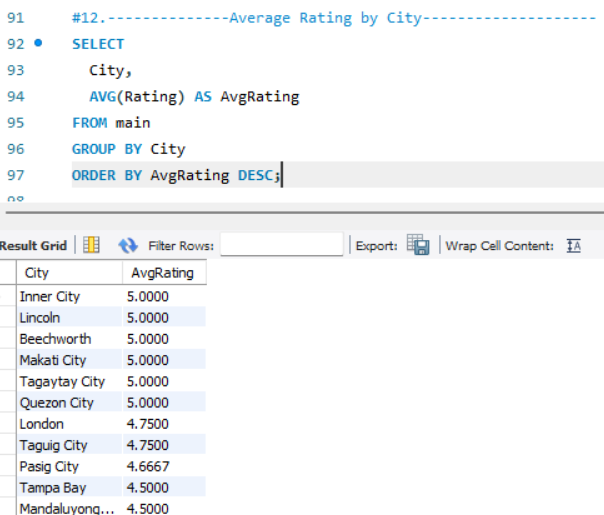 91 #12.--------------Average Rating by City--------------------
92 SELECT
93 City,
94 AVG(Rating) AS AvgRating
95 FROM main
96 GROUP BY City
97 ORDER BY AvgRating DESC;
98
Result Grid Filter Rows: Export: Wrap Cell Content: IA
City AvgRating
Inner City 5.0000
Lincoln 5.0000
Beechworth 5.0000
Makati City 5.0000
Tagaytay City 5.0000
Quezon City 5.0000
London 4.7500
Taguig City 4.7500
Pasig City 4.6667
Tampa Bay 4.5000
Mandaluyong... 4.5000